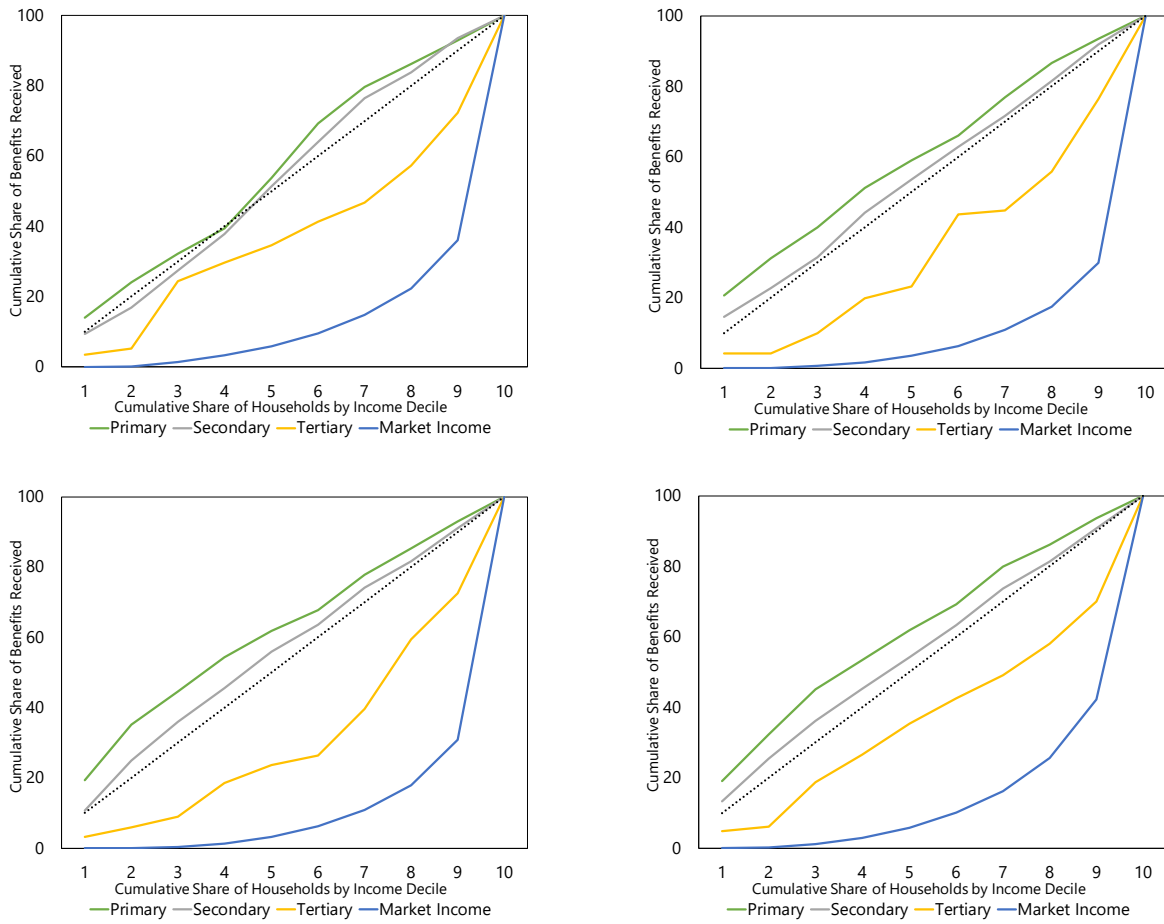 100
80
60
40
20
0
Cumulative Share of Benefits Received
1 2 3 4 5 6 7 8 9 10
Cumulative Share of Households by Income Decile
Primary Secondary Tertiary Market Income
100
80
60
40
20
0
Cumulative Share of Benefits Received
1 2 3 4 5 6 7 8 9 10
Cumulative Share of Households by Income Decile
Primary Secondary Tertiary Market Income
100
80
60
40
20
0
Cumulative Share of Benefits Received
1 2 3 4 5 6 7 8 9 10
Cumulative Share of Households by Income Decile
Primary Secondary Tertiary Market Income
100
80
60
40
20
0
Cumulative Share of Benefits Received
1 2 3 4 5 6 7 8 9 10
Cumulative Share of Households by Income Decile
Primary Secondary Tertiary Market Income